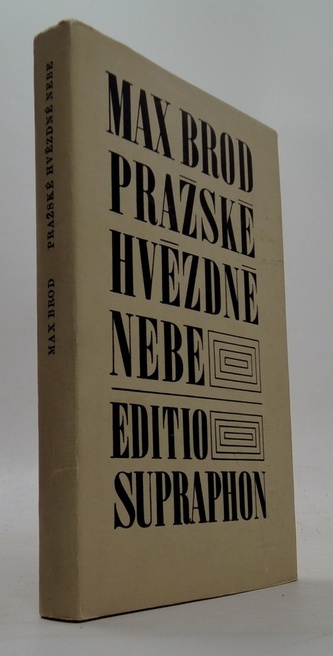 MAX BROD
PRAŽSKÉ
HVĚZDNÉ
NEBE
EDITIO
SUPRAPHON
MAX BROD PRAŽSKÉ HVĚZDNÉ NEBE